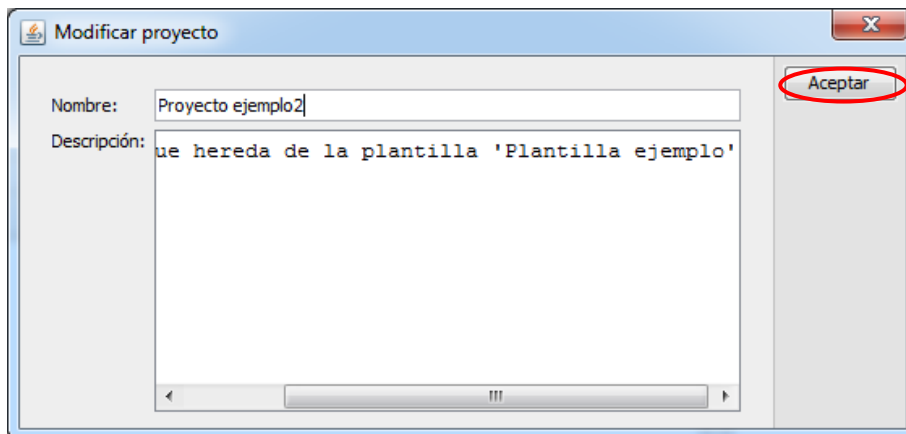 Modificar proyecto
Aceptar
Nombre: Proyecto ejemplo2
Descripción: ue hereda de la plantilla 'Plantilla ejemplo'